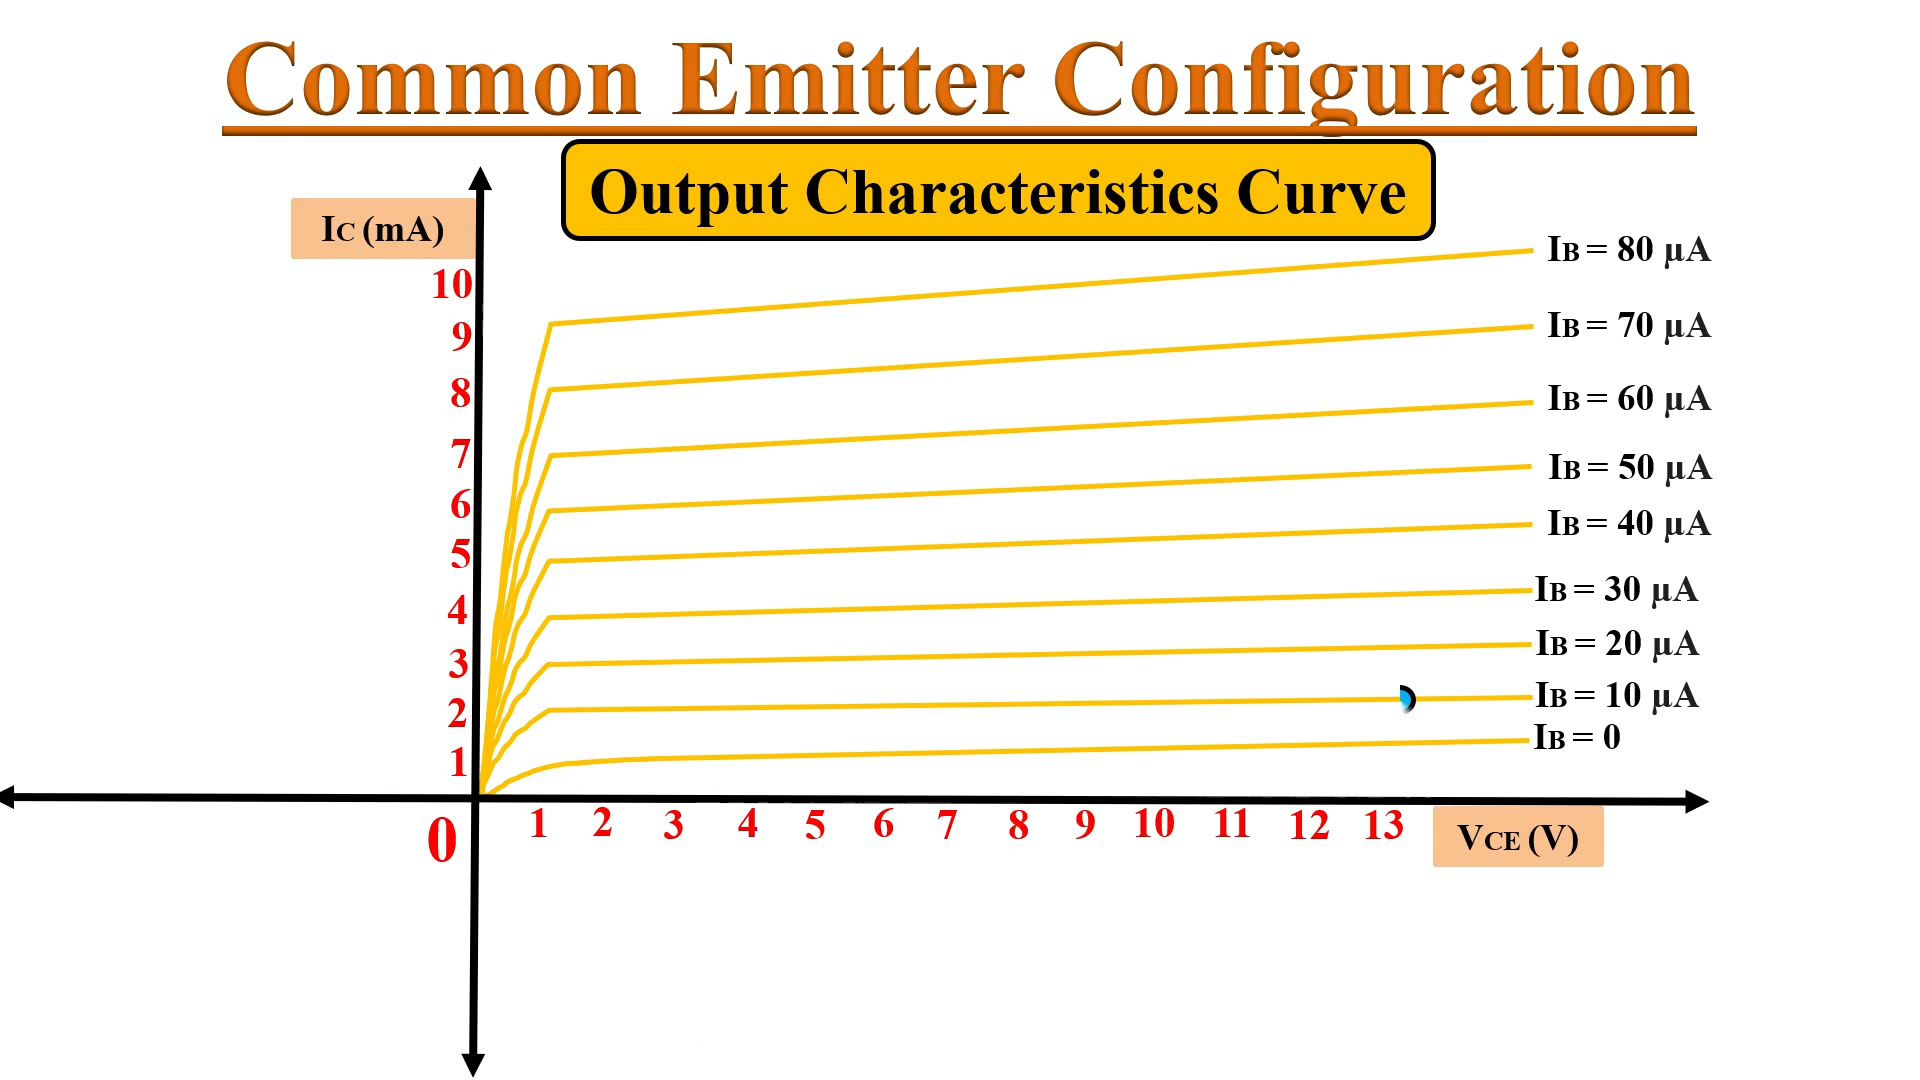 Common Emitter Configuration
Output Characteristics Curve
IC (mA)
10
9
8
7
6
5
4
3
2
1
0
IB = 80 μA
IB = 70 μA
IB = 60 μA
IB = 50 μA
IB = 40 μA
IB = 30 μA
IB = 20 μA
IB = 10 μA
IB = 0
1 2 3 4 5 6 7 8 9 10 11 12 13
VCE (V)